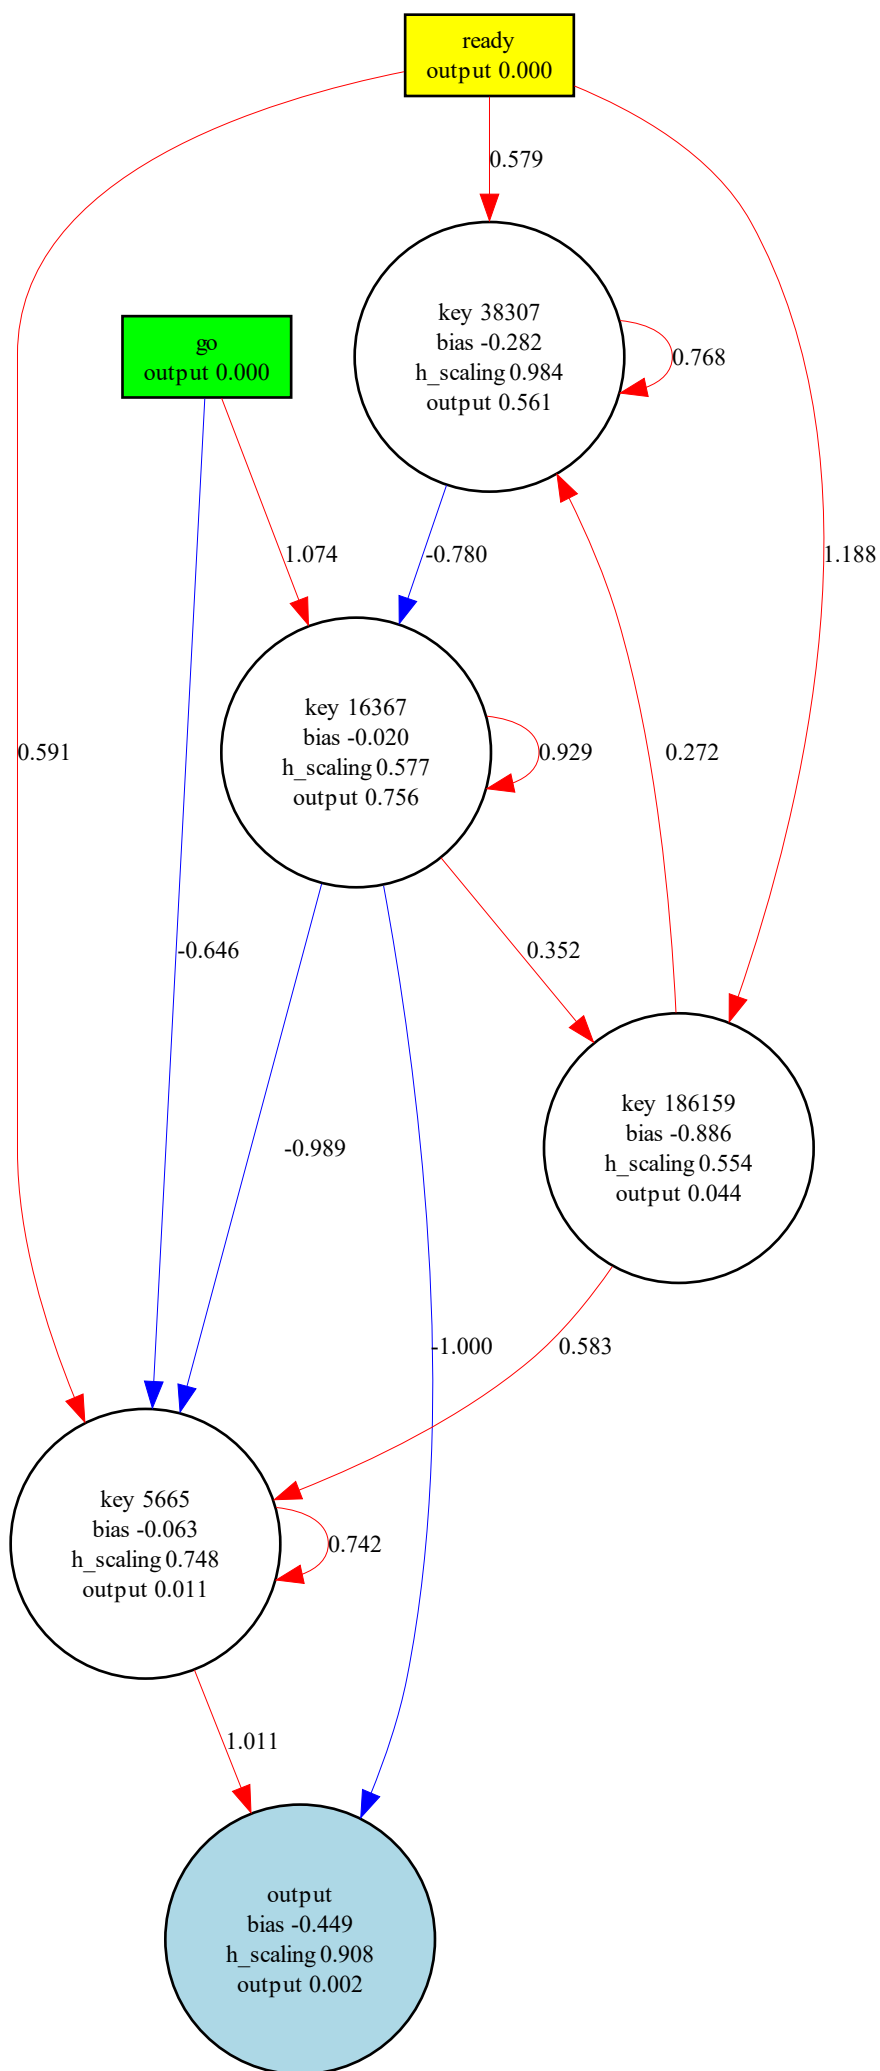 ready
output 0.000
0.579
key 38307
bias -0.282
h_scaling 0.984
output 0.561
0.768
go
output 0.000
1.074
-0.780
1.188
key 16367
bias -0.020
h_scaling 0.577
output 0.756
0.929
0.272
0.591
-0.646
0.352
key 186159
bias -0.886
h_scaling 0.554
output 0.044
-0.989
-1.000
0.583
key 5665
bias -0.063
h_scaling 0.748
output 0.011
0.742
1.011
output
bias -0.449
h_scaling 0.908
output 0.002